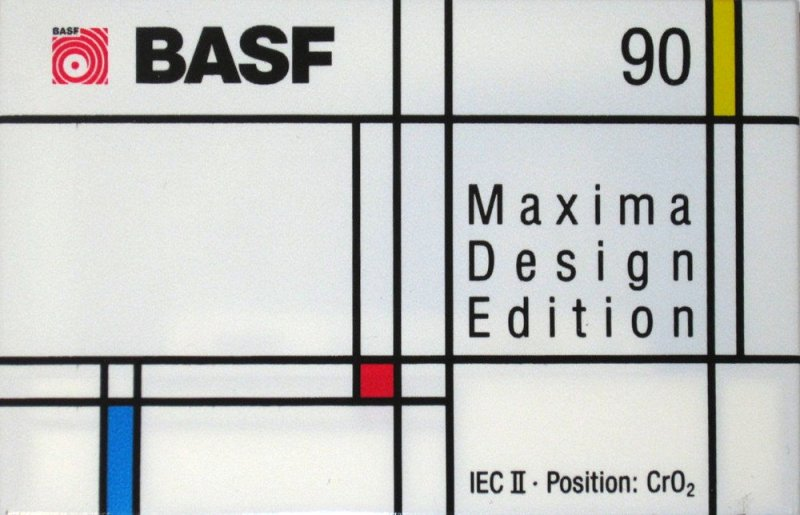 BASF
BASF 90
Maxima
Design
Edition
IEC II · Position: CrO₂